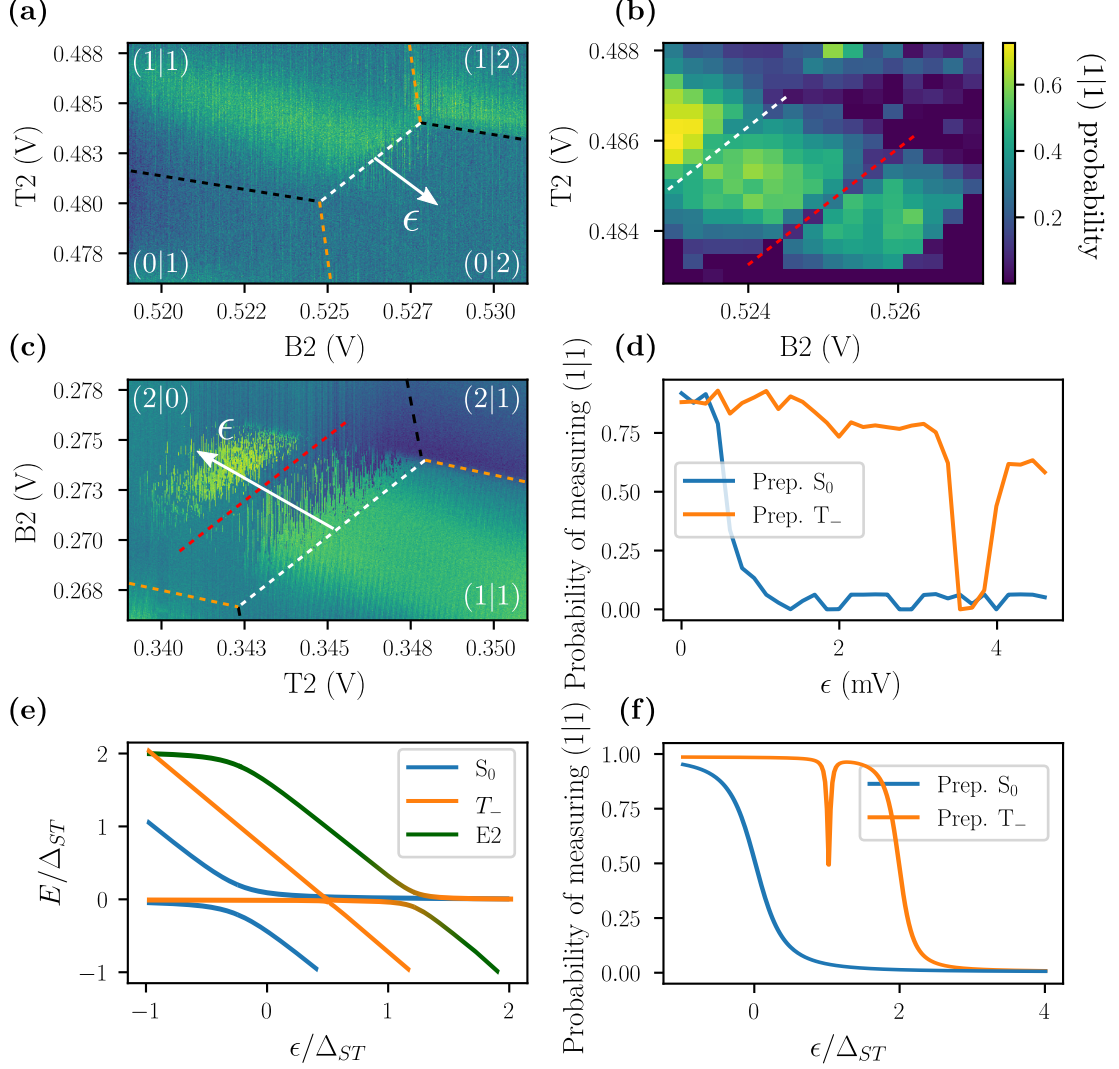 (a)
(1|1)
(1|2)
(0|1)
(0|2)
ϵ
0.488
0.485
0.483
0.480
0.478
T2 (V)
0.520
0.522
0.525
0.527
0.530
B2 (V)
(b)
0.488
0.486
0.484
T2 (V)
0.524
0.526
B2 (V)
0.6
0.4
0.2
(1|1) probability
(c)
(2|0)
(2|1)
(1|1)
ϵ
0.278
0.275
0.273
0.270
0.268
B2 (V)
0.340
0.343
0.345
0.348
0.350
T2 (V)
(d)
Probability of measuring (1|1)
0.75
0.50
0.25
0.00
Prep. S₀
Prep. T₋
0
2
4
ϵ (mV)
(e)
2
1
0
−1
E/Δ_ST
S₀
T₋
E2
−1
0
1
2
ϵ/Δ_ST
(f)
Probability of measuring (1|1)
1.00
0.75
0.50
0.25
0.00
Prep. S₀
Prep. T₋
0
2
4
ϵ/Δ_ST